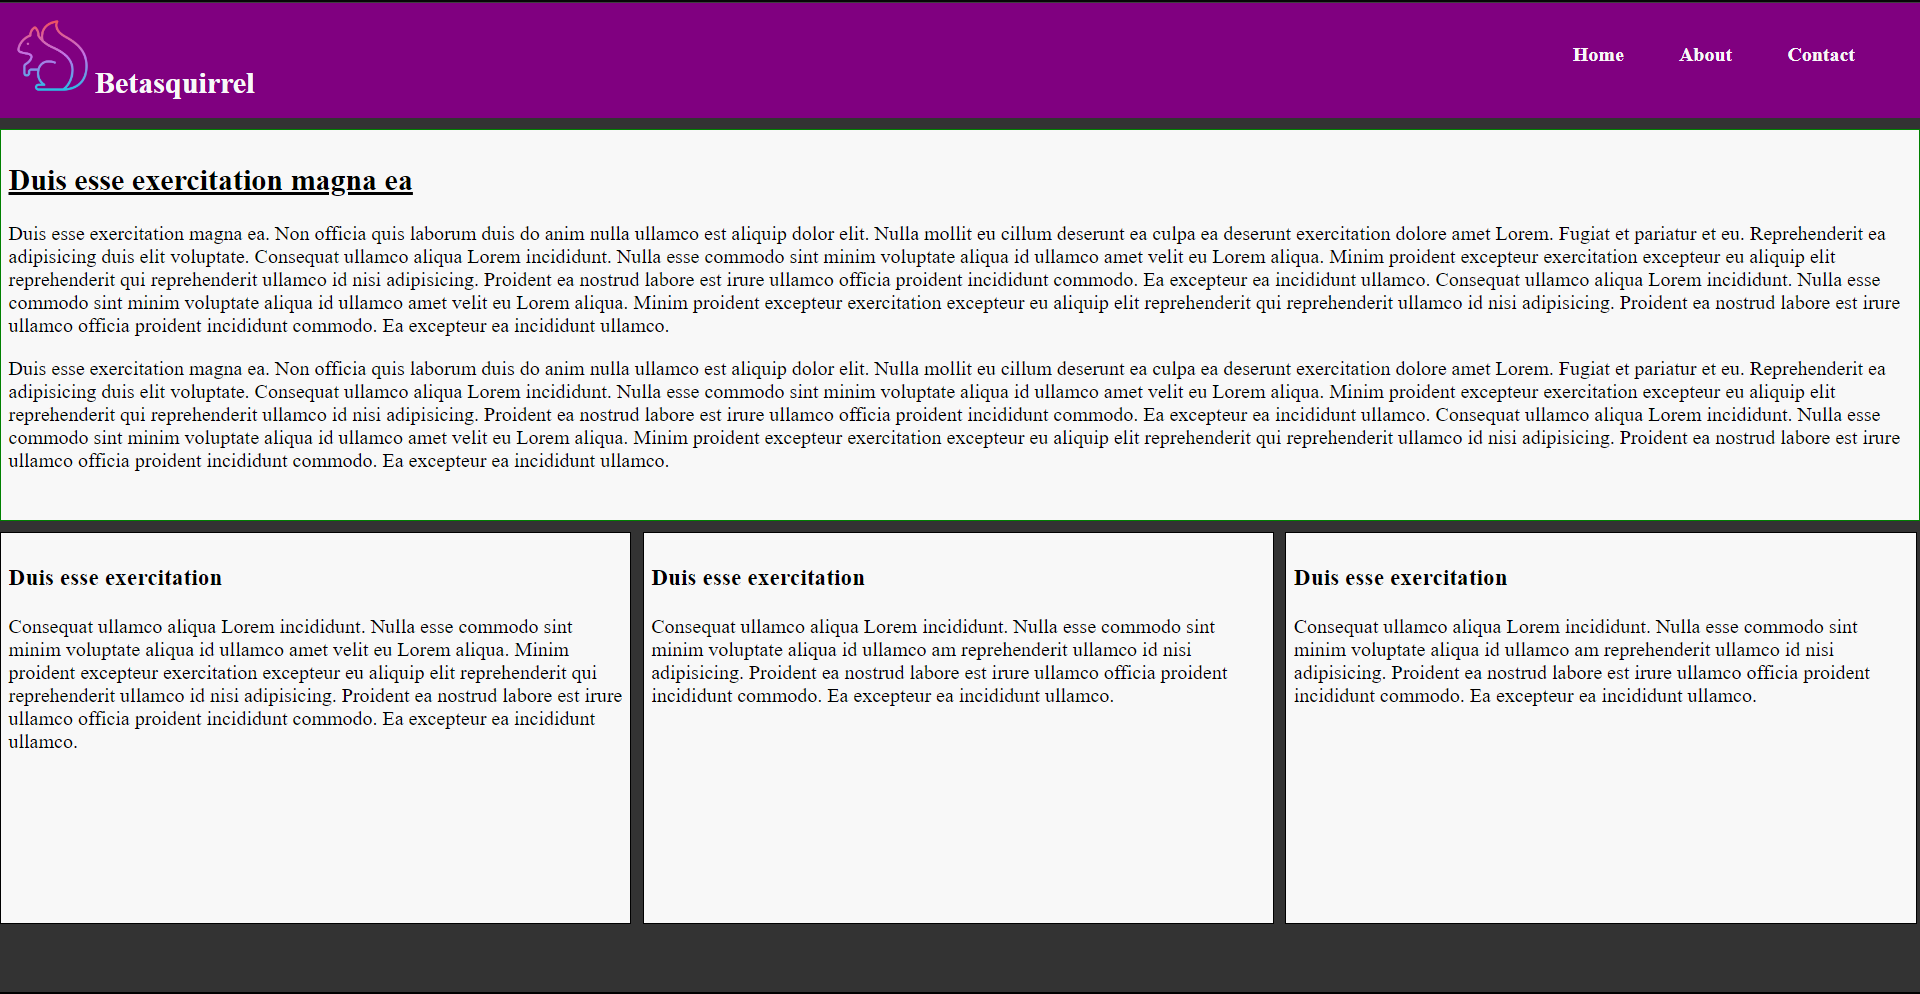 Betasquirrel
Home About Contact
Duis esse exercitation magna ea
Duis esse exercitation magna ea. Non officia quis laborum duis do anim nulla ullamco est aliquip dolor elit. Nulla mollit eu cillum deserunt ea culpa ea deserunt exercitation dolore amet Lorem. Fugiat et pariatur et eu. Reprehenderit ea
adipisicing duis elit voluptate. Consequat ullamco aliqua Lorem incididunt. Nulla esse commodo sint minim voluptate aliqua id ullamco amet velit eu Lorem aliqua. Minim proident excepteur exercitation excepteur eu aliquip elit
reprehenderit qui reprehenderit ullamco id nisi adipisicing. Proident ea nostrud labore est irure ullamco officia proident incididunt commodo. Ea excepteur ea incididunt ullamco. Consequat ullamco aliqua Lorem incididunt. Nulla esse
commodo sint minim voluptate aliqua id ullamco amet velit eu Lorem aliqua. Minim proident excepteur exercitation excepteur eu aliquip elit reprehenderit qui reprehenderit ullamco id nisi adipisicing. Proident ea nostrud labore est irure
ullamco officia proident incididunt commodo. Ea excepteur ea incididunt ullamco.
Duis esse exercitation magna ea. Non officia quis laborum duis do anim nulla ullamco est aliquip dolor elit. Nulla mollit eu cillum deserunt ea culpa ea deserunt exercitation dolore amet Lorem. Fugiat et pariatur et eu. Reprehenderit ea
adipisicing duis elit voluptate. Consequat ullamco aliqua Lorem incididunt. Nulla esse commodo sint minim voluptate aliqua id ullamco amet velit eu Lorem aliqua. Minim proident excepteur exercitation excepteur eu aliquip elit
reprehenderit qui reprehenderit ullamco id nisi adipisicing. Proident ea nostrud labore est irure ullamco officia proident incididunt commodo. Ea excepteur ea incididunt ullamco. Consequat ullamco aliqua Lorem incididunt. Nulla esse
commodo sint minim voluptate aliqua id ullamco amet velit eu Lorem aliqua. Minim proident excepteur exercitation excepteur eu aliquip elit reprehenderit qui reprehenderit ullamco id nisi adipisicing. Proident ea nostrud labore est irure
ullamco officia proident incididunt commodo. Ea excepteur ea incididunt ullamco.
Duis esse exercitation
Consequat ullamco aliqua Lorem incididunt. Nulla esse commodo sint
minim voluptate aliqua id ullamco amet velit eu Lorem aliqua. Minim
proident excepteur exercitation excepteur eu aliquip elit reprehenderit qui
reprehenderit ullamco id nisi adipisicing. Proident ea nostrud labore est irure
ullamco officia proident incididunt commodo. Ea excepteur ea incididunt
ullamco.
Duis esse exercitation
Consequat ullamco aliqua Lorem incididunt. Nulla esse commodo sint
minim voluptate aliqua id ullamco am reprehenderit ullamco id nisi
adipisicing. Proident ea nostrud labore est irure ullamco officia proident
incididunt commodo. Ea excepteur ea incididunt ullamco.
Duis esse exercitation
Consequat ullamco aliqua Lorem incididunt. Nulla esse commodo sint
minim voluptate aliqua id ullamco am reprehenderit ullamco id nisi
adipisicing. Proident ea nostrud labore est irure ullamco officia proident
incididunt commodo. Ea excepteur ea incididunt ullamco.